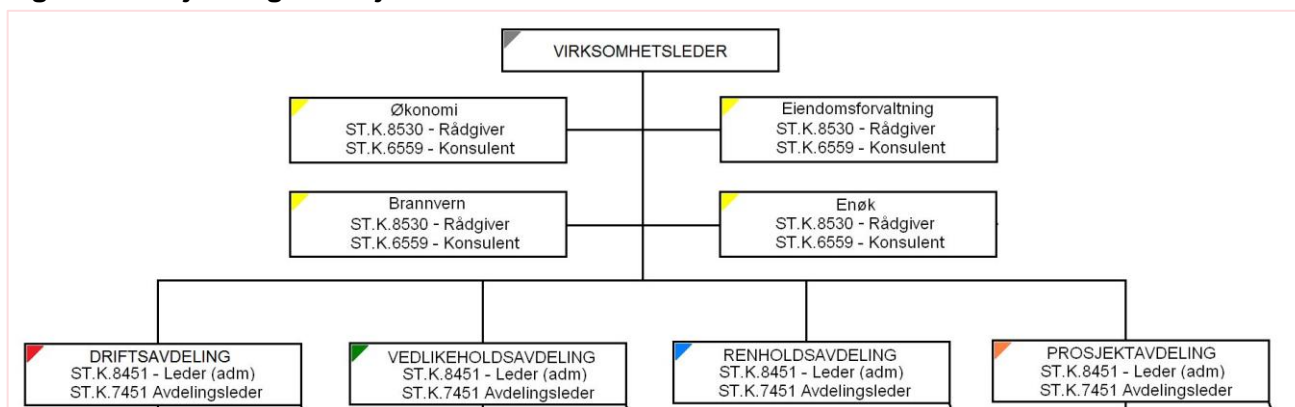 VIRKSOMHETSLEDER
Økonomi
ST.K.8530 - Rådgiver
ST.K.6559 - Konsulent
Eiendomsforvaltning
ST.K.8530 - Rådgiver
ST.K.6559 - Konsulent
Brannvern
ST.K.8530 - Rådgiver
ST.K.6559 - Konsulent
Enøk
ST.K.8530 - Rådgiver
ST.K.6559 - Konsulent
DRIFTSAVDELING
ST.K.8451 - Leder (adm)
ST.K.7451 Avdelingsleder
VEDLIKEHOLDSAVDELING
ST.K.8451 - Leder (adm)
ST.K.7451 Avdelingsleder
RENHOLDSAVDELING
ST.K.8451 - Leder (adm)
ST.K.7451 Avdelingsleder
PROSJEKTAVDELING
ST.K.8451 - Leder (adm)
ST.K.7451 Avdelingsleder